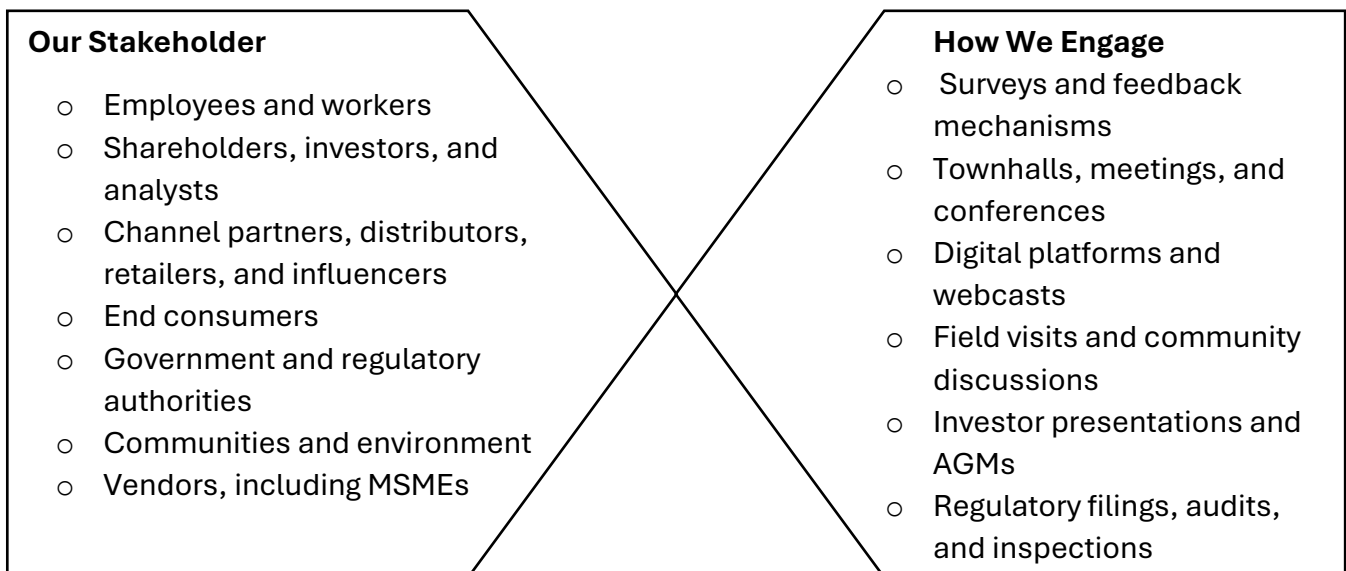 Our Stakeholder
o Employees and workers
o Shareholders, investors, and
analysts
o Channel partners, distributors,
retailers, and influencers
o End consumers
o Government and regulatory
authorities
o Communities and environment
o Vendors, including MSMEs
How We Engage
o Surveys and feedback
mechanisms
o Townhalls, meetings, and
conferences
o Digital platforms and
webcasts
o Field visits and community
discussions
o Investor presentations and
AGMs
o Regulatory filings, audits,
and inspections